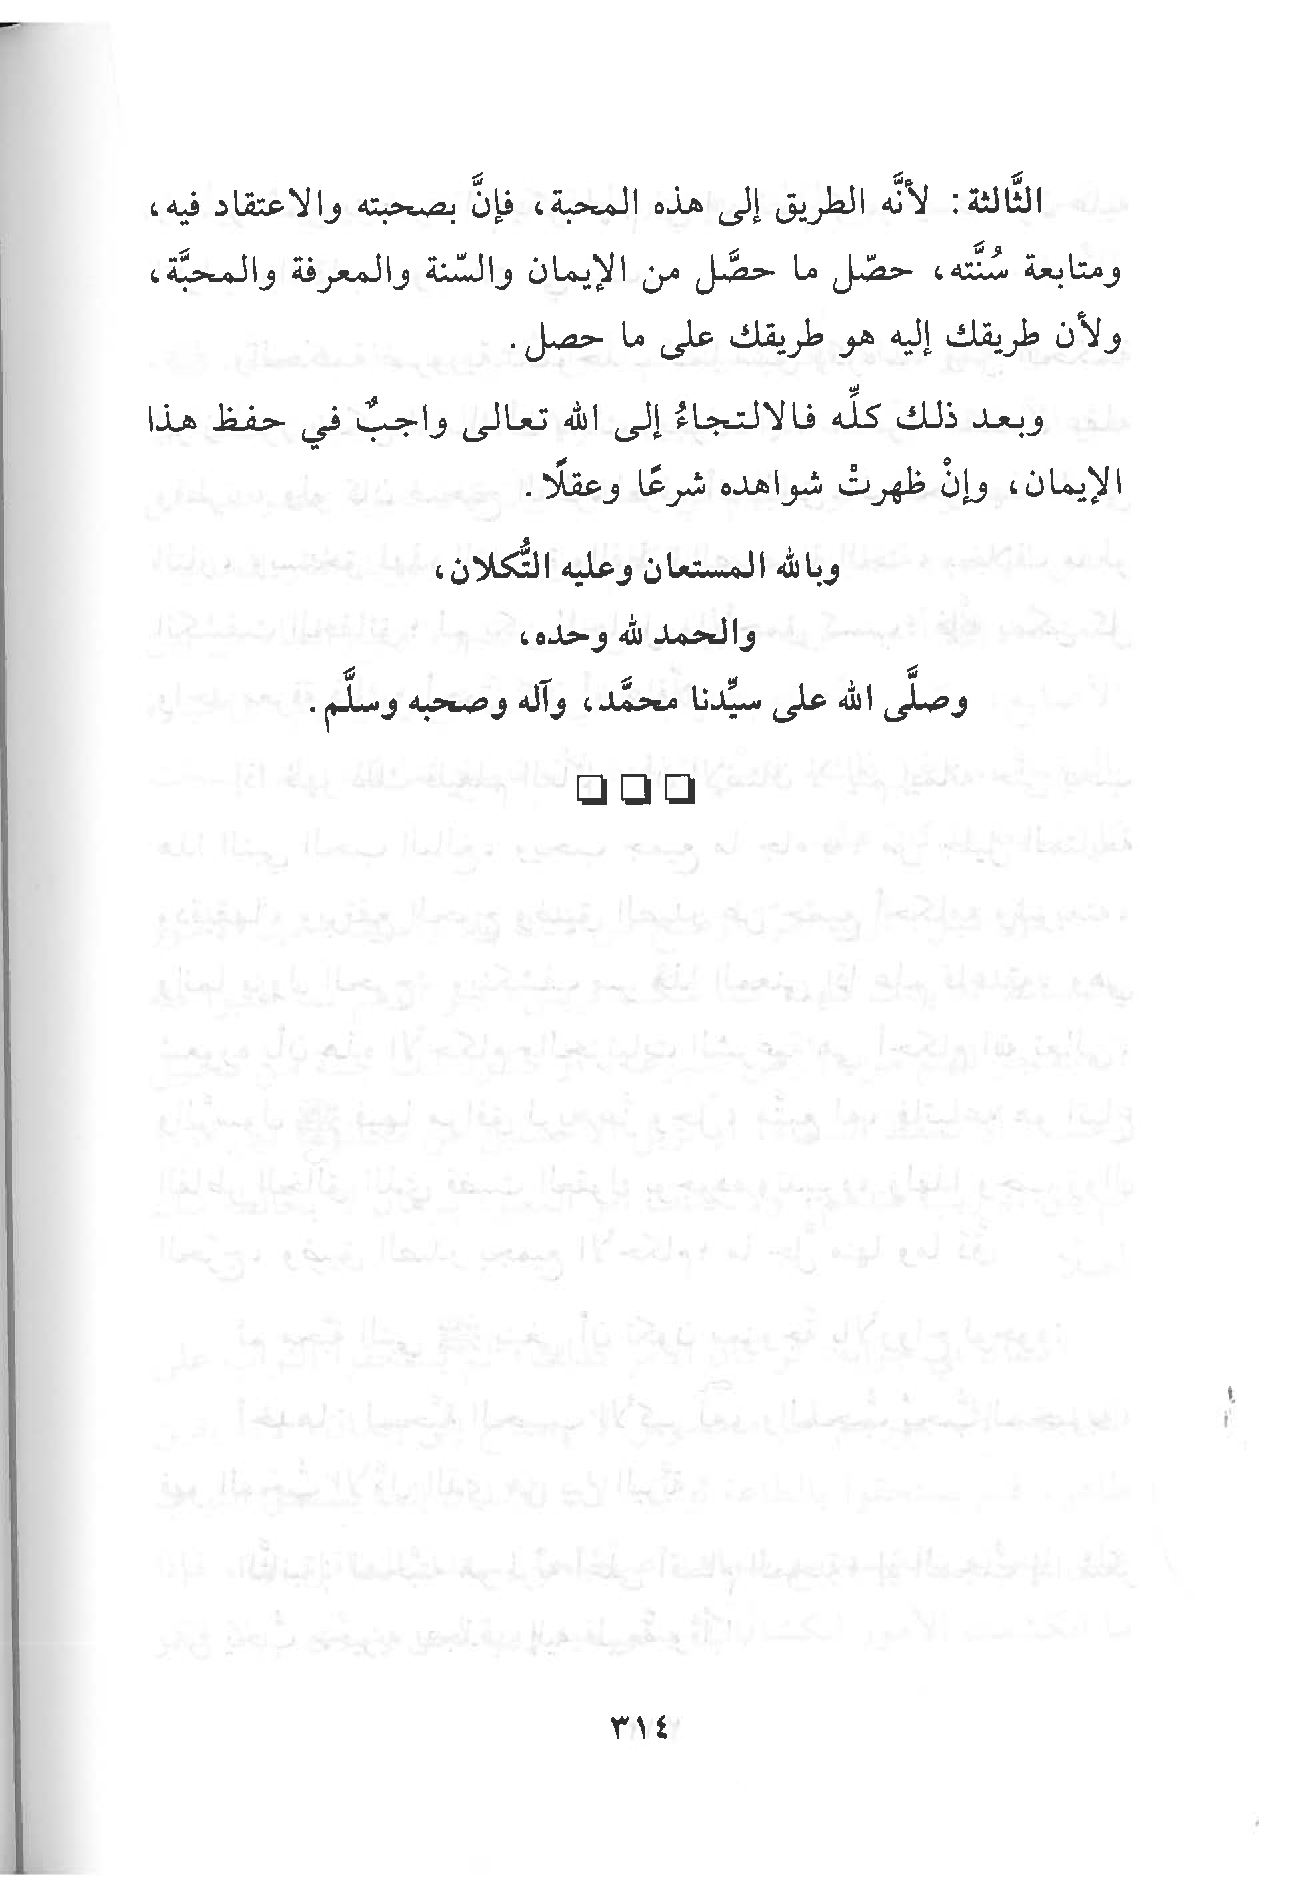 الثَّالثة: لأنَّه الطريق إلى هذه المحبة، فإنَّ بصحبته والاعتقاد فيه،
ومتابعة سُنَّته، حصّل ما حصَّل من الإيمان والسّنة والمعرفة والمحبَّة،
ولأن طريقك إليه هو طريقك على ما حصل.
وبعد ذلك كلِّه فالالتجاءُ إلى الله تعالى واجبٌ في حفظ هذا
الإيمان، وإنْ ظهرتْ شواهده شرعًا وعقلًا.
وبالله المستعان وعليه التُّكلان،
والحمد لله وحده،
وصلَّى الله على سيِّدنا محمَّد، وآله وصحبه وسلَّم.
٣١٤